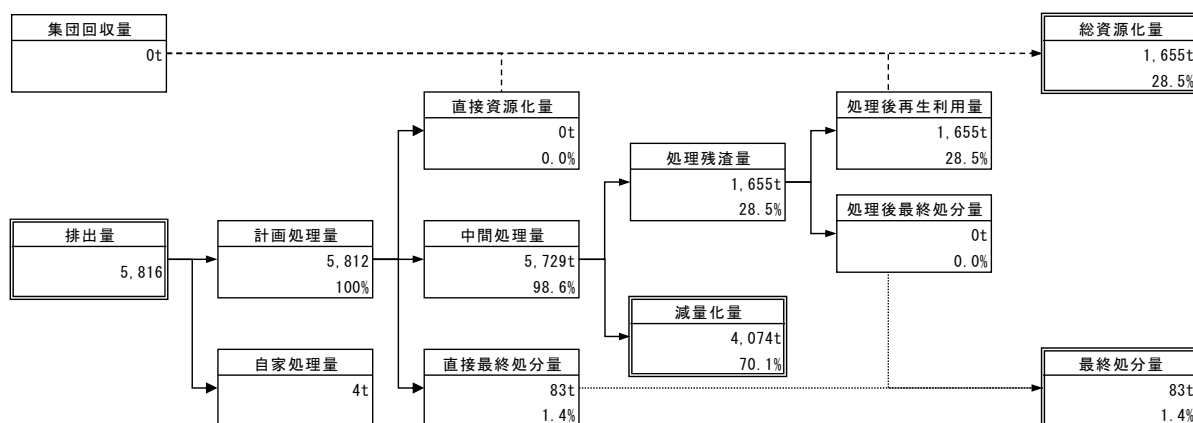 集団回収量
0t
総資源化量
1,655t
28.5%
直接資源化量
0t
0.0%
処理後再生利用量
1,655t
28.5%
処理残渣量
1,655t
28.5%
処理後最終処分量
0t
0.0%
排出量
5,816
計画処理量
5,812
100%
中間処理量
5,729t
98.6%
減量化量
4,074t
70.1%
自家処理量
4t
直接最終処分量
83t
1.4%
最終処分量
83t
1.4%